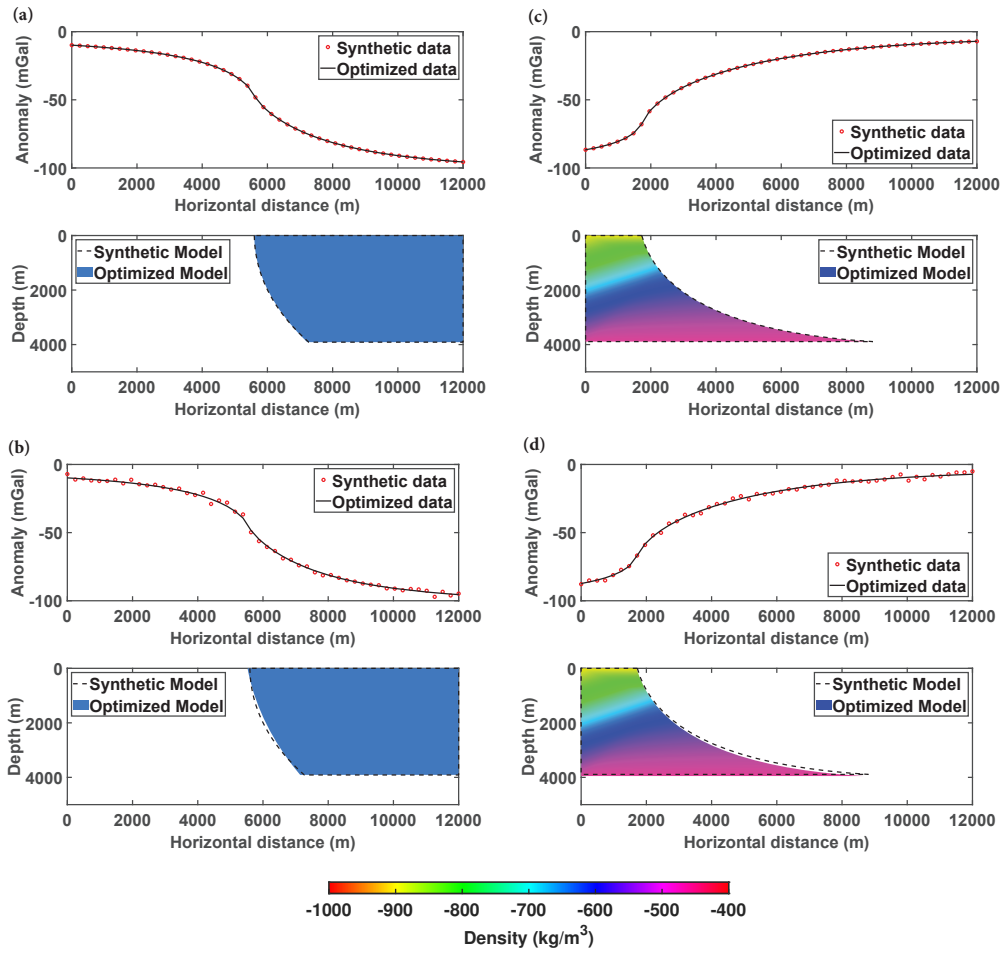 (a)
0
-50
-100
Anomaly (mGal)
Synthetic data
Optimized data
0 2000 4000 6000 8000 10000 12000
Horizontal distance (m)
0
2000
4000
Depth (m)
Synthetic Model
Optimized Model
0 2000 4000 6000 8000 10000 12000
Horizontal distance (m)
(c)
0
-50
-100
Anomaly (mGal)
Synthetic data
Optimized data
0 2000 4000 6000 8000 10000 12000
Horizontal distance (m)
0
2000
4000
Depth (m)
Synthetic Model
Optimized Model
0 2000 4000 6000 8000 10000 12000
Horizontal distance (m)
(b)
0
-50
-100
Anomaly (mGal)
Synthetic data
Optimized data
0 2000 4000 6000 8000 10000 12000
Horizontal distance (m)
0
2000
4000
Depth (m)
Synthetic Model
Optimized Model
0 2000 4000 6000 8000 10000 12000
Horizontal distance (m)
(d)
0
-50
-100
Anomaly (mGal)
Synthetic data
Optimized data
0 2000 4000 6000 8000 10000 12000
Horizontal distance (m)
0
2000
4000
Depth (m)
Synthetic Model
Optimized Model
0 2000 4000 6000 8000 10000 12000
Horizontal distance (m)
-1000 -900 -800 -700 -600 -500 -400
Density (kg/m³)